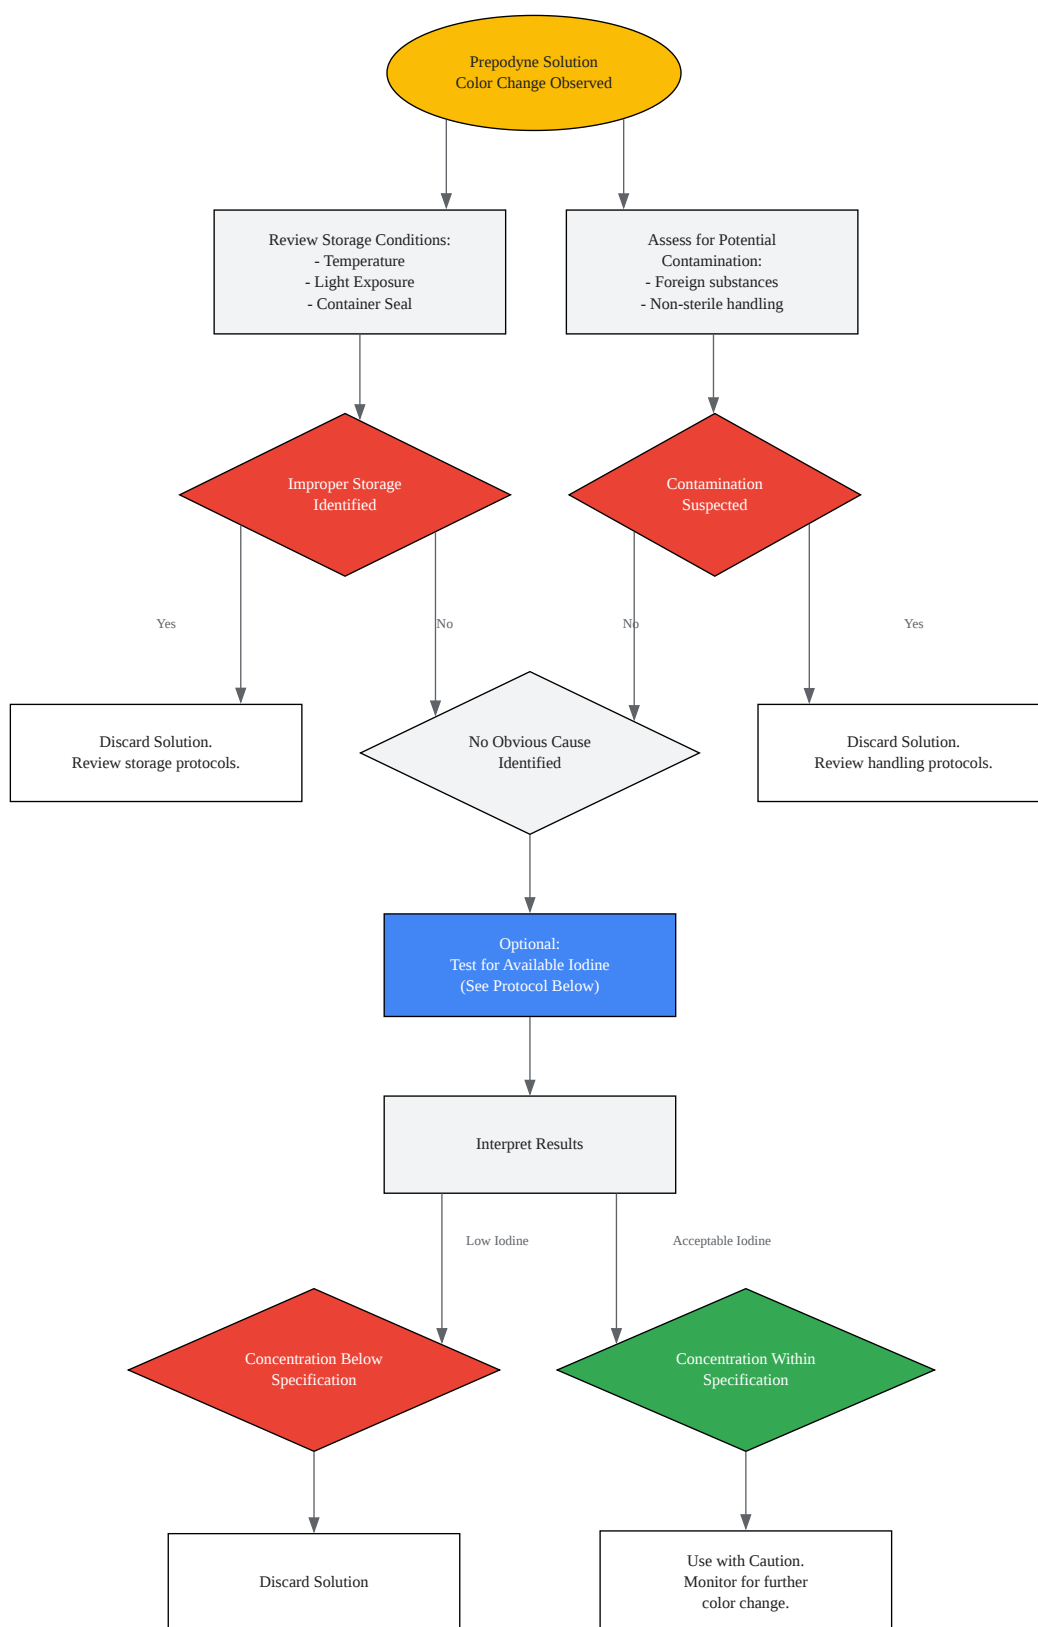 Prepodyne Solution
Color Change Observed
Review Storage Conditions:
- Temperature
- Light Exposure
- Container Seal
Assess for Potential
Contamination:
- Foreign substances
- Non-sterile handling
Improper Storage
Identified
Contamination
Suspected
Yes
No
No
Yes
Discard Solution.
Review storage protocols.
No Obvious Cause
Identified
Discard Solution.
Review handling protocols.
Optional:
Test for Available Iodine
(See Protocol Below)
Interpret Results
Low Iodine
Acceptable Iodine
Concentration Below
Specification
Concentration Within
Specification
Discard Solution
Use with Caution.
Monitor for further
color change.